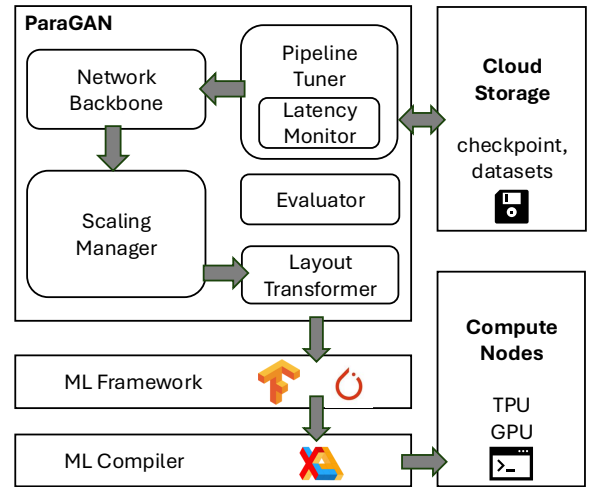 ParaGAN
Network
Backbone
Pipeline
Tuner
Latency
Monitor
Scaling
Manager
Evaluator
Layout
Transformer
Cloud
Storage
checkpoint,
datasets
ML Framework
ML Compiler
XLA
Compute
Nodes
TPU
GPU
>_